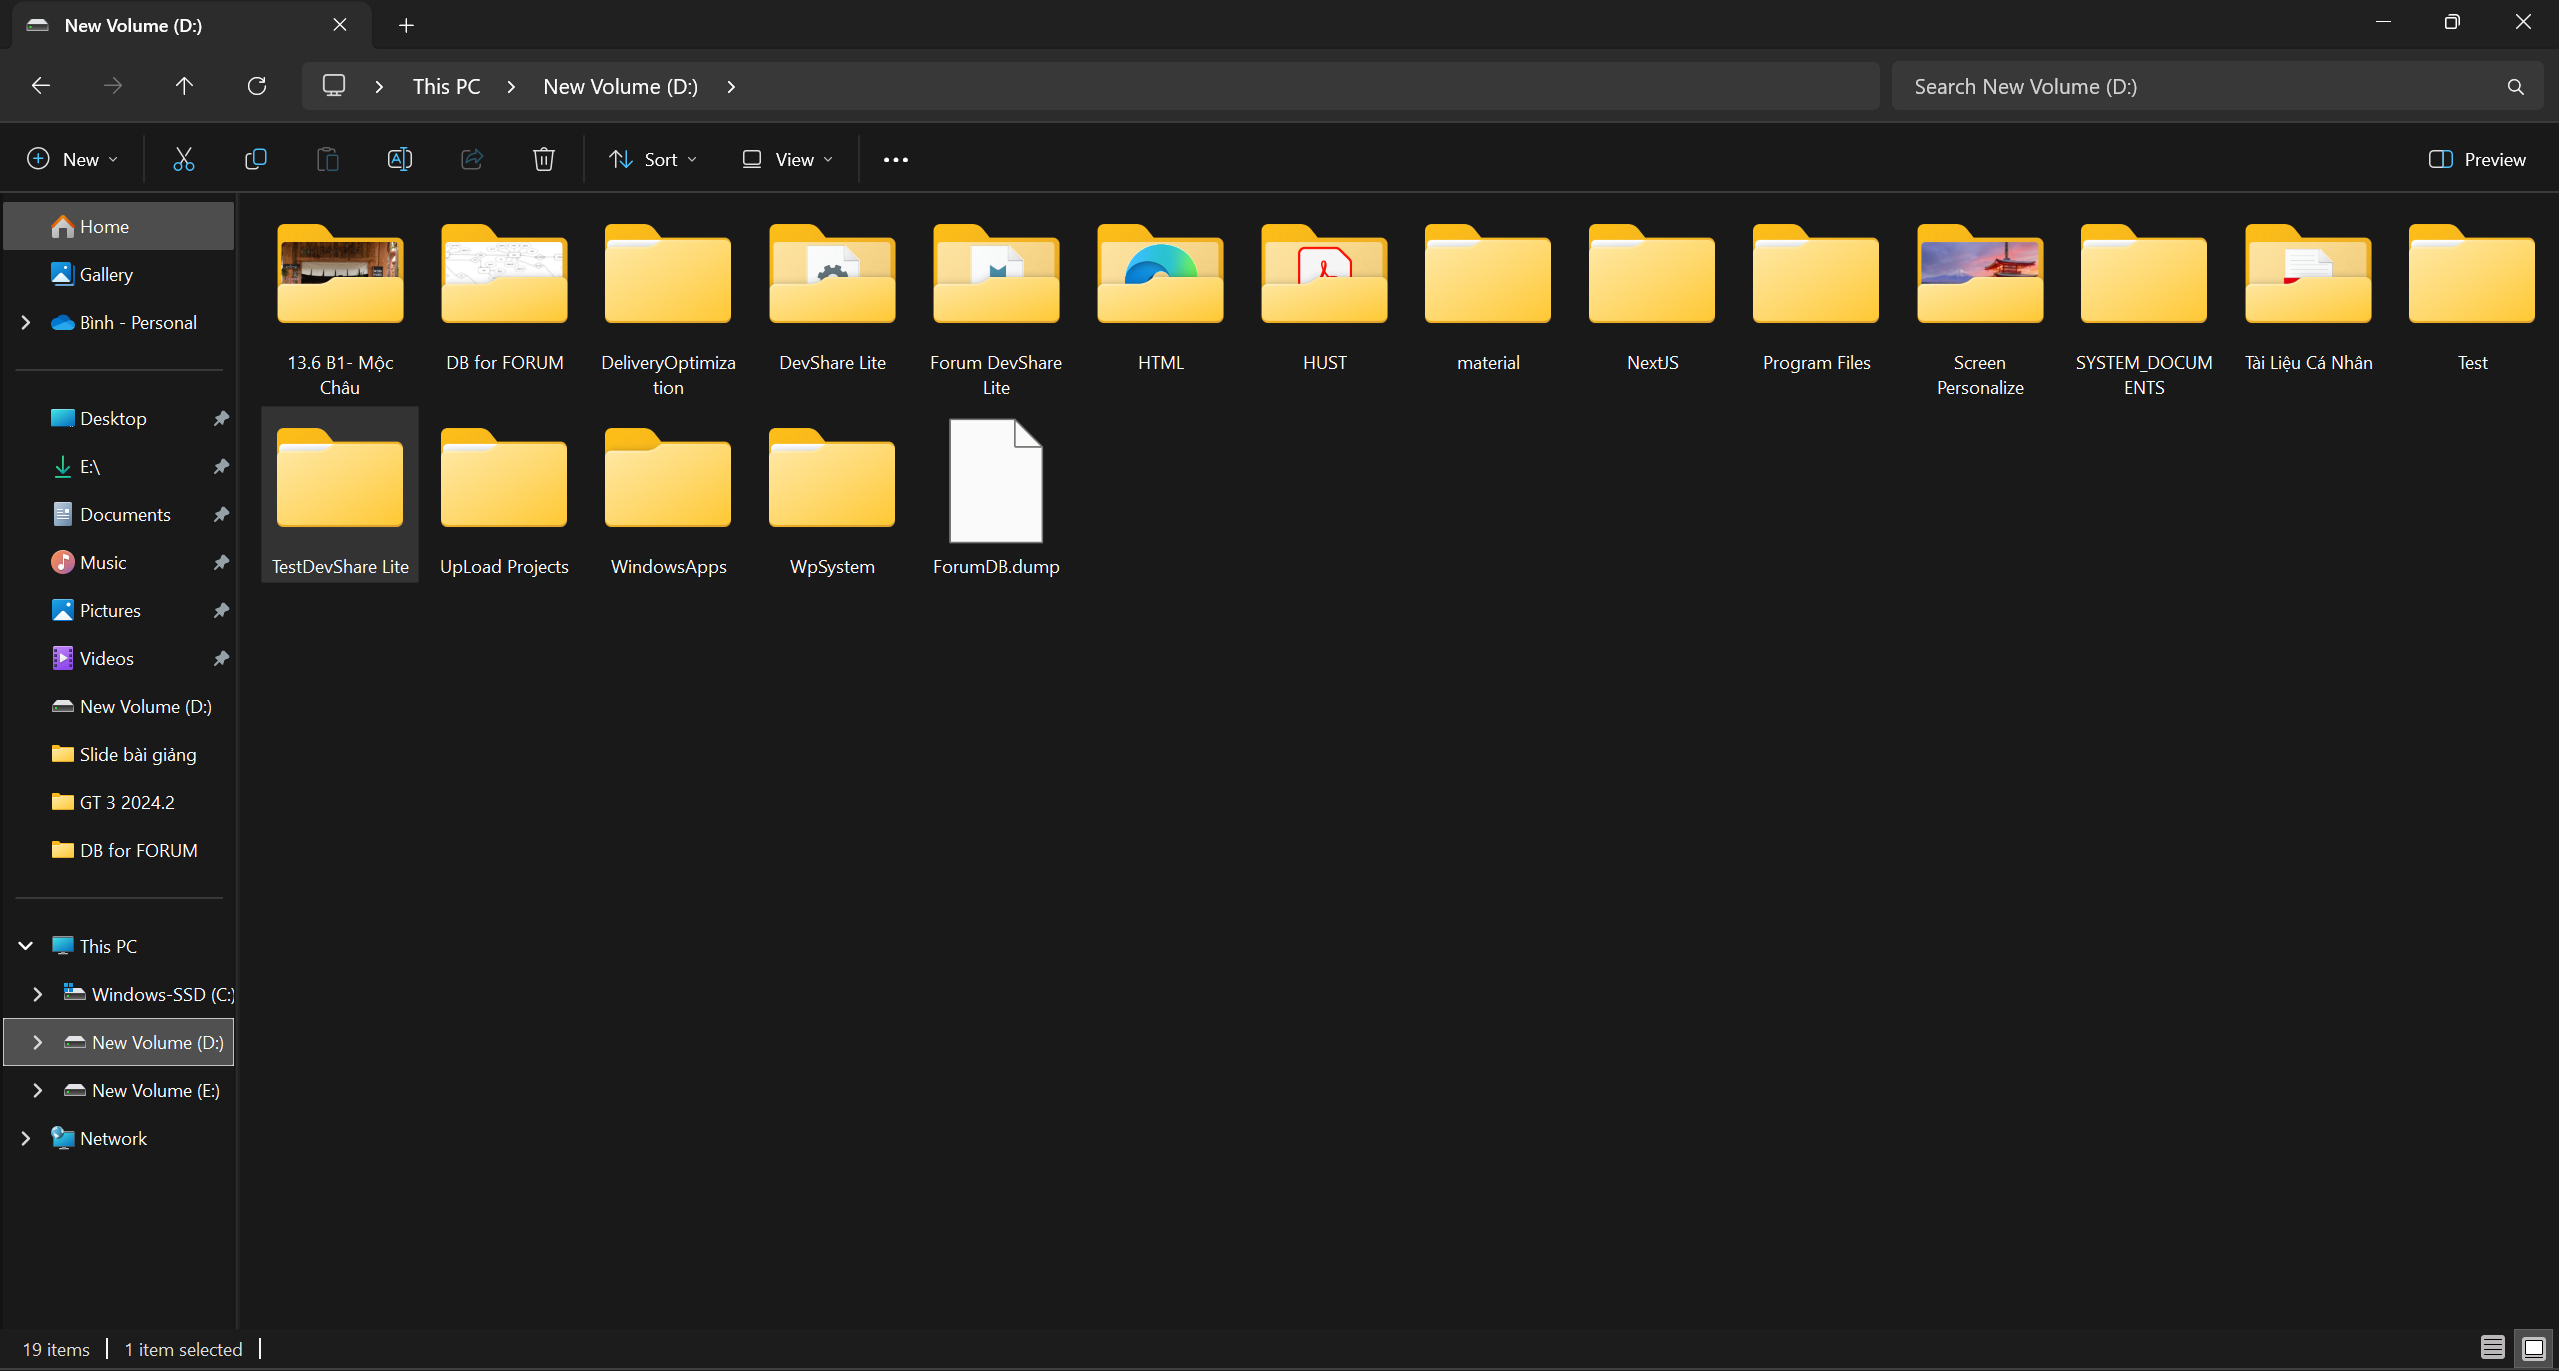 New Volume (D:)
This PC
New Volume (D:)
Search New Volume (D:)
New
Sort
View
Preview
Home
Gallery
Bình - Personal
Desktop
E:\
Documents
Music
Pictures
Videos
New Volume (D:)
Slide bài giảng
GT 3 2024.2
DB for FORUM
This PC
Windows-SSD (C:)
New Volume (D:)
New Volume (E:)
Network
13.6 B1- Mộc
Châu
DB for FORUM
DeliveryOptimiza
tion
DevShare Lite
Forum DevShare
Lite
HTML
HUST
material
NextJS
Program Files
Screen
Personalize
SYSTEM_DOCUM
ENTS
Tài Liệu Cá Nhân
Test
TestDevShare Lite
UpLoad Projects
WindowsApps
WpSystem
ForumDB.dump
19 items
1 item selected